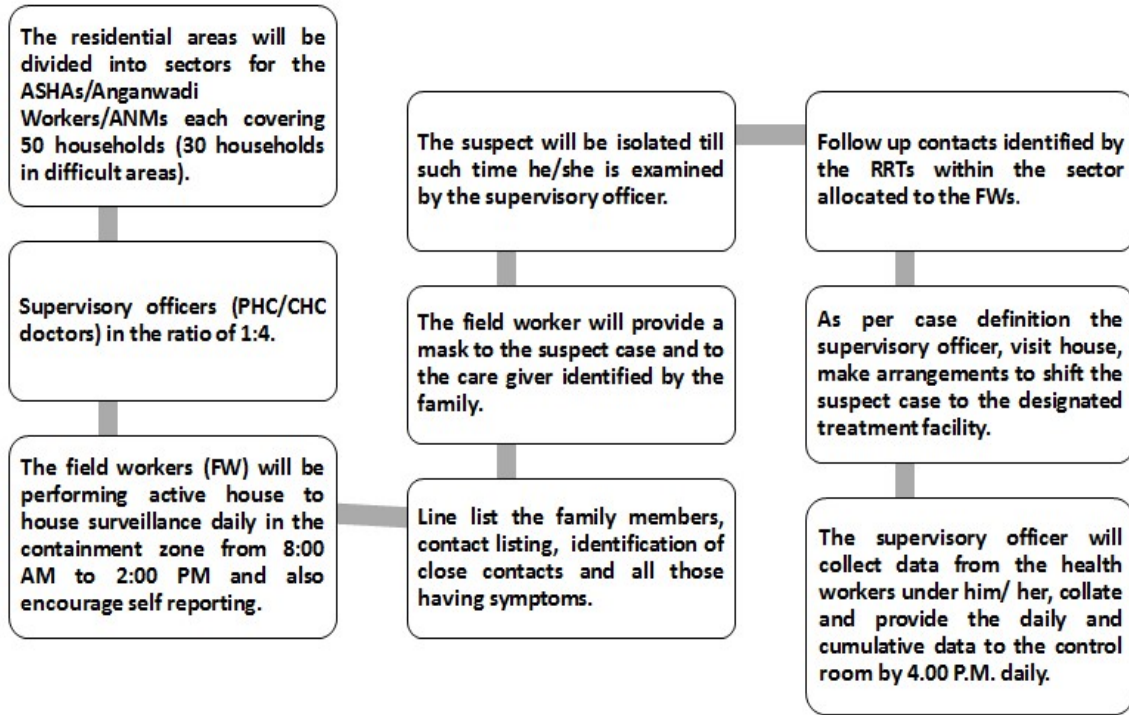 The residential areas will be
divided into sectors for the
ASHAs/Anganwadi
Workers/ANMs each covering
50 households (30 households
in difficult areas).
Supervisory officers (PHC/CHC
doctors) in the ratio of 1:4.
The field workers (FW) will be
performing active house to
house surveillance daily in the
containment zone from 8:00
AM to 2:00 PM and also
encourage self reporting.
Line list the family members,
contact listing, identification of
close contacts and all those
having symptoms.
The field worker will provide a
mask to the suspect case and to
the care giver identified by the
family.
The suspect will be isolated till
such time he/she is examined
by the supervisory officer.
Follow up contacts identified by
the RRTs within the sector
allocated to the FWs.
As per case definition the
supervisory officer, visit house,
make arrangements to shift the
suspect case to the designated
treatment facility.
The supervisory officer will
collect data from the health
workers under him/ her, collate
and provide the daily and
cumulative data to the control
room by 4.00 P.M. daily.